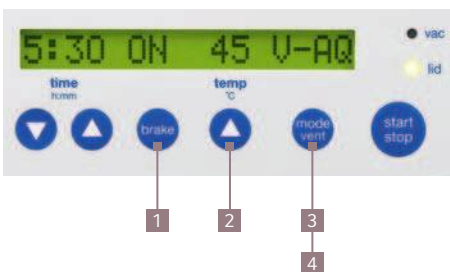 5:30 ON 45 V-AQ
vac
lid
time
h:mm
temp
°C
brake
mode
vent
start
stop
1
2
3
4